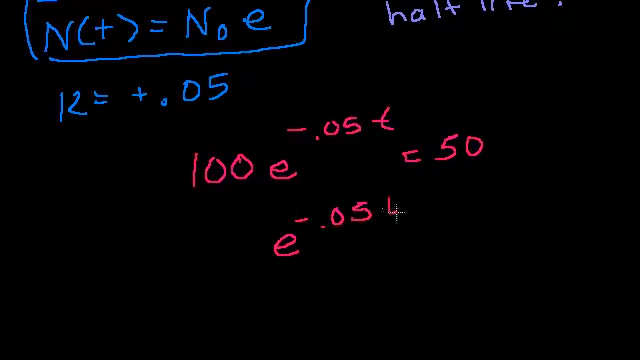 half life?
N(t) = N₀ e
k = + .05
100 e^-.05t = 50
e^-.05t